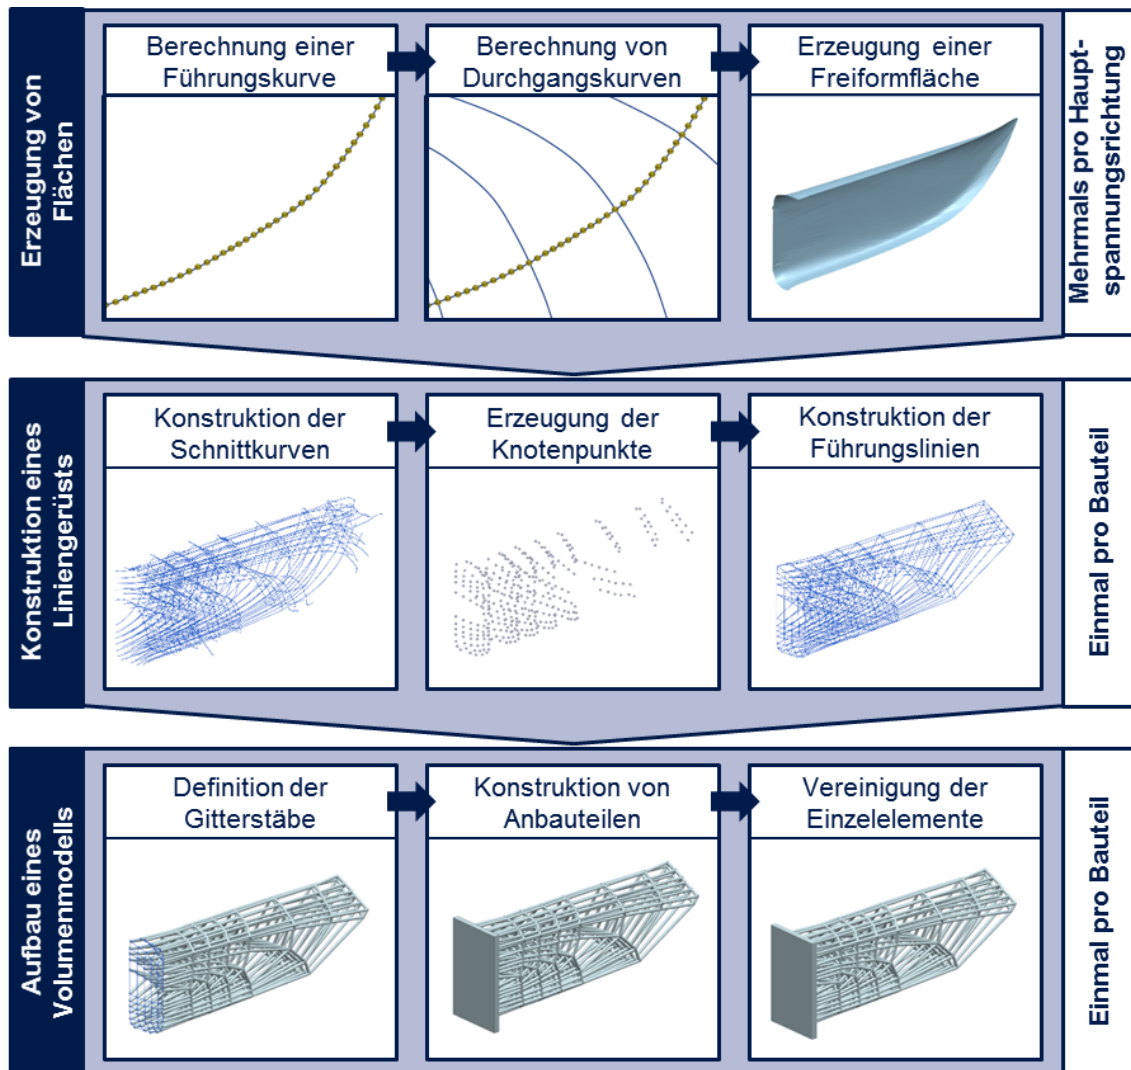 Erzeugung von
Flächen
Berechnung einer
Führungskurve
Berechnung von
Durchgangskurven
Erzeugung einer
Freiformfläche
Mehrmals pro Haupt-
spannungsrichtung
Konstruktion eines
Liniengerüsts
Konstruktion der
Schnittkurven
Erzeugung der
Knotenpunkte
Konstruktion der
Führungslinien
Einmal pro Bauteil
Aufbau eines
Volumenmodells
Definition der
Gitterstäbe
Konstruktion von
Anbauteilen
Vereinigung der
Einzelelemente
Einmal pro Bauteil